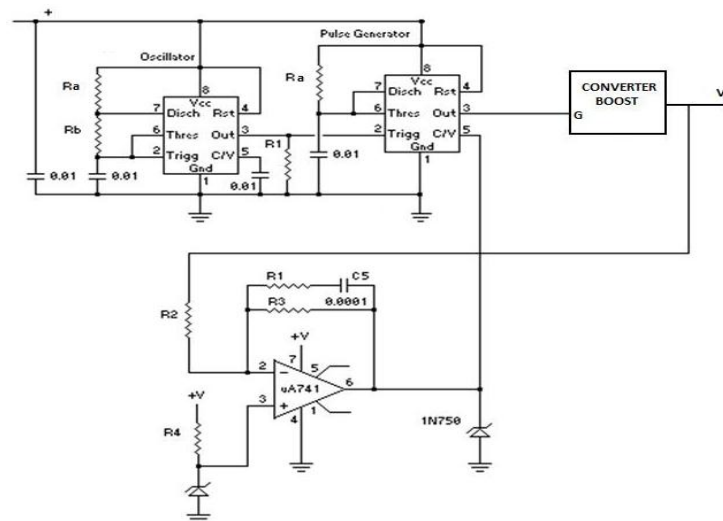 +
Oscillator
Pulse Generator
Ra
8
Vcc
7 Disch Rst 4
6 Thres Out 3
2 Trigg C/V 5
Gnd
1
Rb
0.01
0.01
0.01
R1
Ra
8
Vcc
7 Disch Rst 4
6 Thres Out 3
2 Trigg C/V 5
Gnd
1
0.01
CONVERTER
BOOST
G
V
R1
C5
R3
0.0001
R2
+V
7
5
2
-
uA741
6
3
+
1
4
+V
R4
1N750